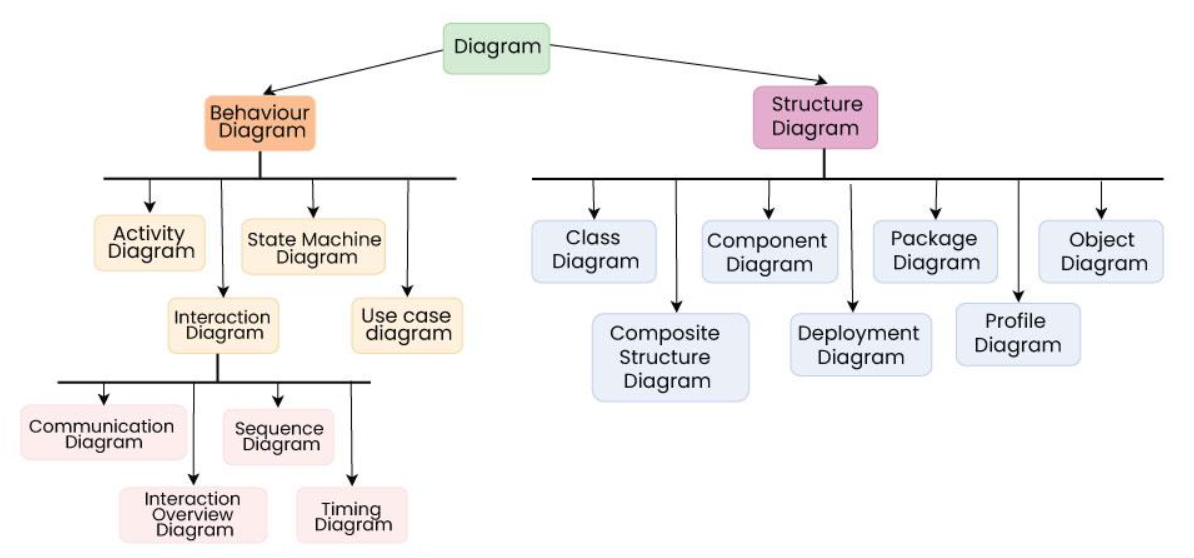 Diagram
Behaviour
Diagram
Structure
Diagram
Activity
Diagram
State Machine
Diagram
Interaction
Diagram
Use case
diagram
Class
Diagram
Component
Diagram
Package
Diagram
Object
Diagram
Composite
Structure
Diagram
Deployment
Diagram
Profile
Diagram
Communication
Diagram
Sequence
Diagram
Interaction
Overview
Diagram
Timing
Diagram